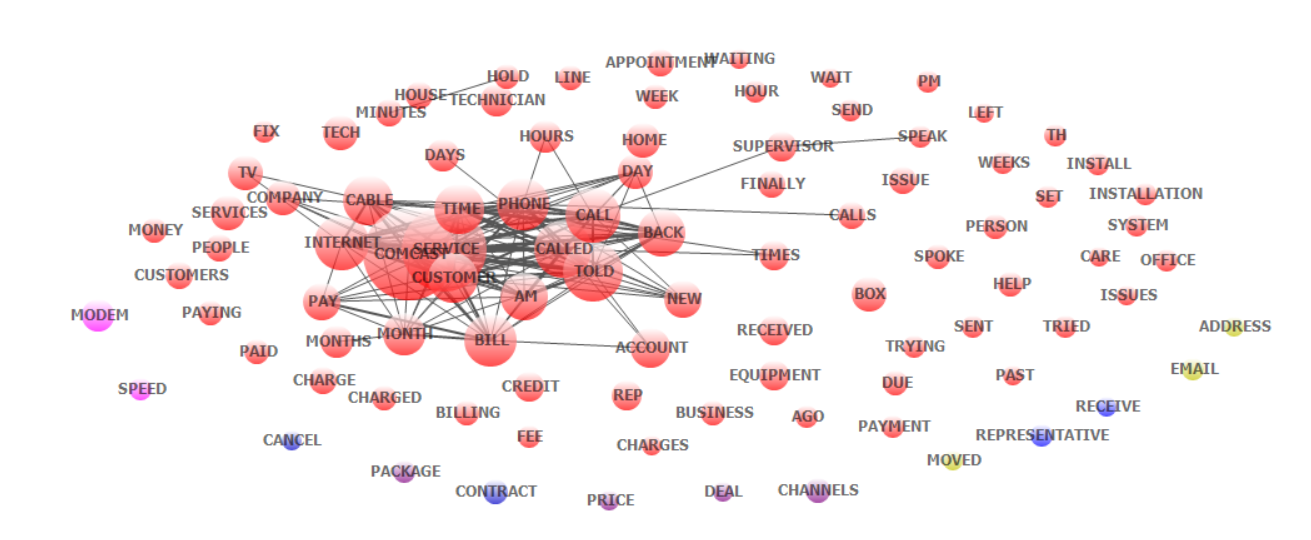 APPOINTMENT WAITING
HOLD LINE WAIT PM
HOUSE TECHNICIAN WEEK HOUR
MINUTES SEND LEFT
FIX TECH HOURS HOME SUPERVISOR SPEAK TH
DAYS DAY WEEKS INSTALL
TV FINALLY ISSUE
COMPANY CABLE PHONE SET INSTALLATION
SERVICES TIME CALL CALLS
MONEY BACK PERSON SYSTEM
PEOPLE INTERNET COMCAST SERVICE CALLED TIMES SPOKE CARE OFFICE
CUSTOMERS CUSTOMER TOLD
PAY AM NEW BOX HELP ISSUES
MODEM PAYING
MONTHS MONTH BILL ACCOUNT RECEIVED SENT TRIED ADDRESS
PAID TRYING
CHARGE EQUIPMENT DUE PAST EMAIL
CHARGED CREDIT REP
SPEED
BILLING BUSINESS AGO PAYMENT RECEIVE
CANCEL FEE CHARGES REPRESENTATIVE
PACKAGE MOVED
CONTRACT PRICE DEAL CHANNELS